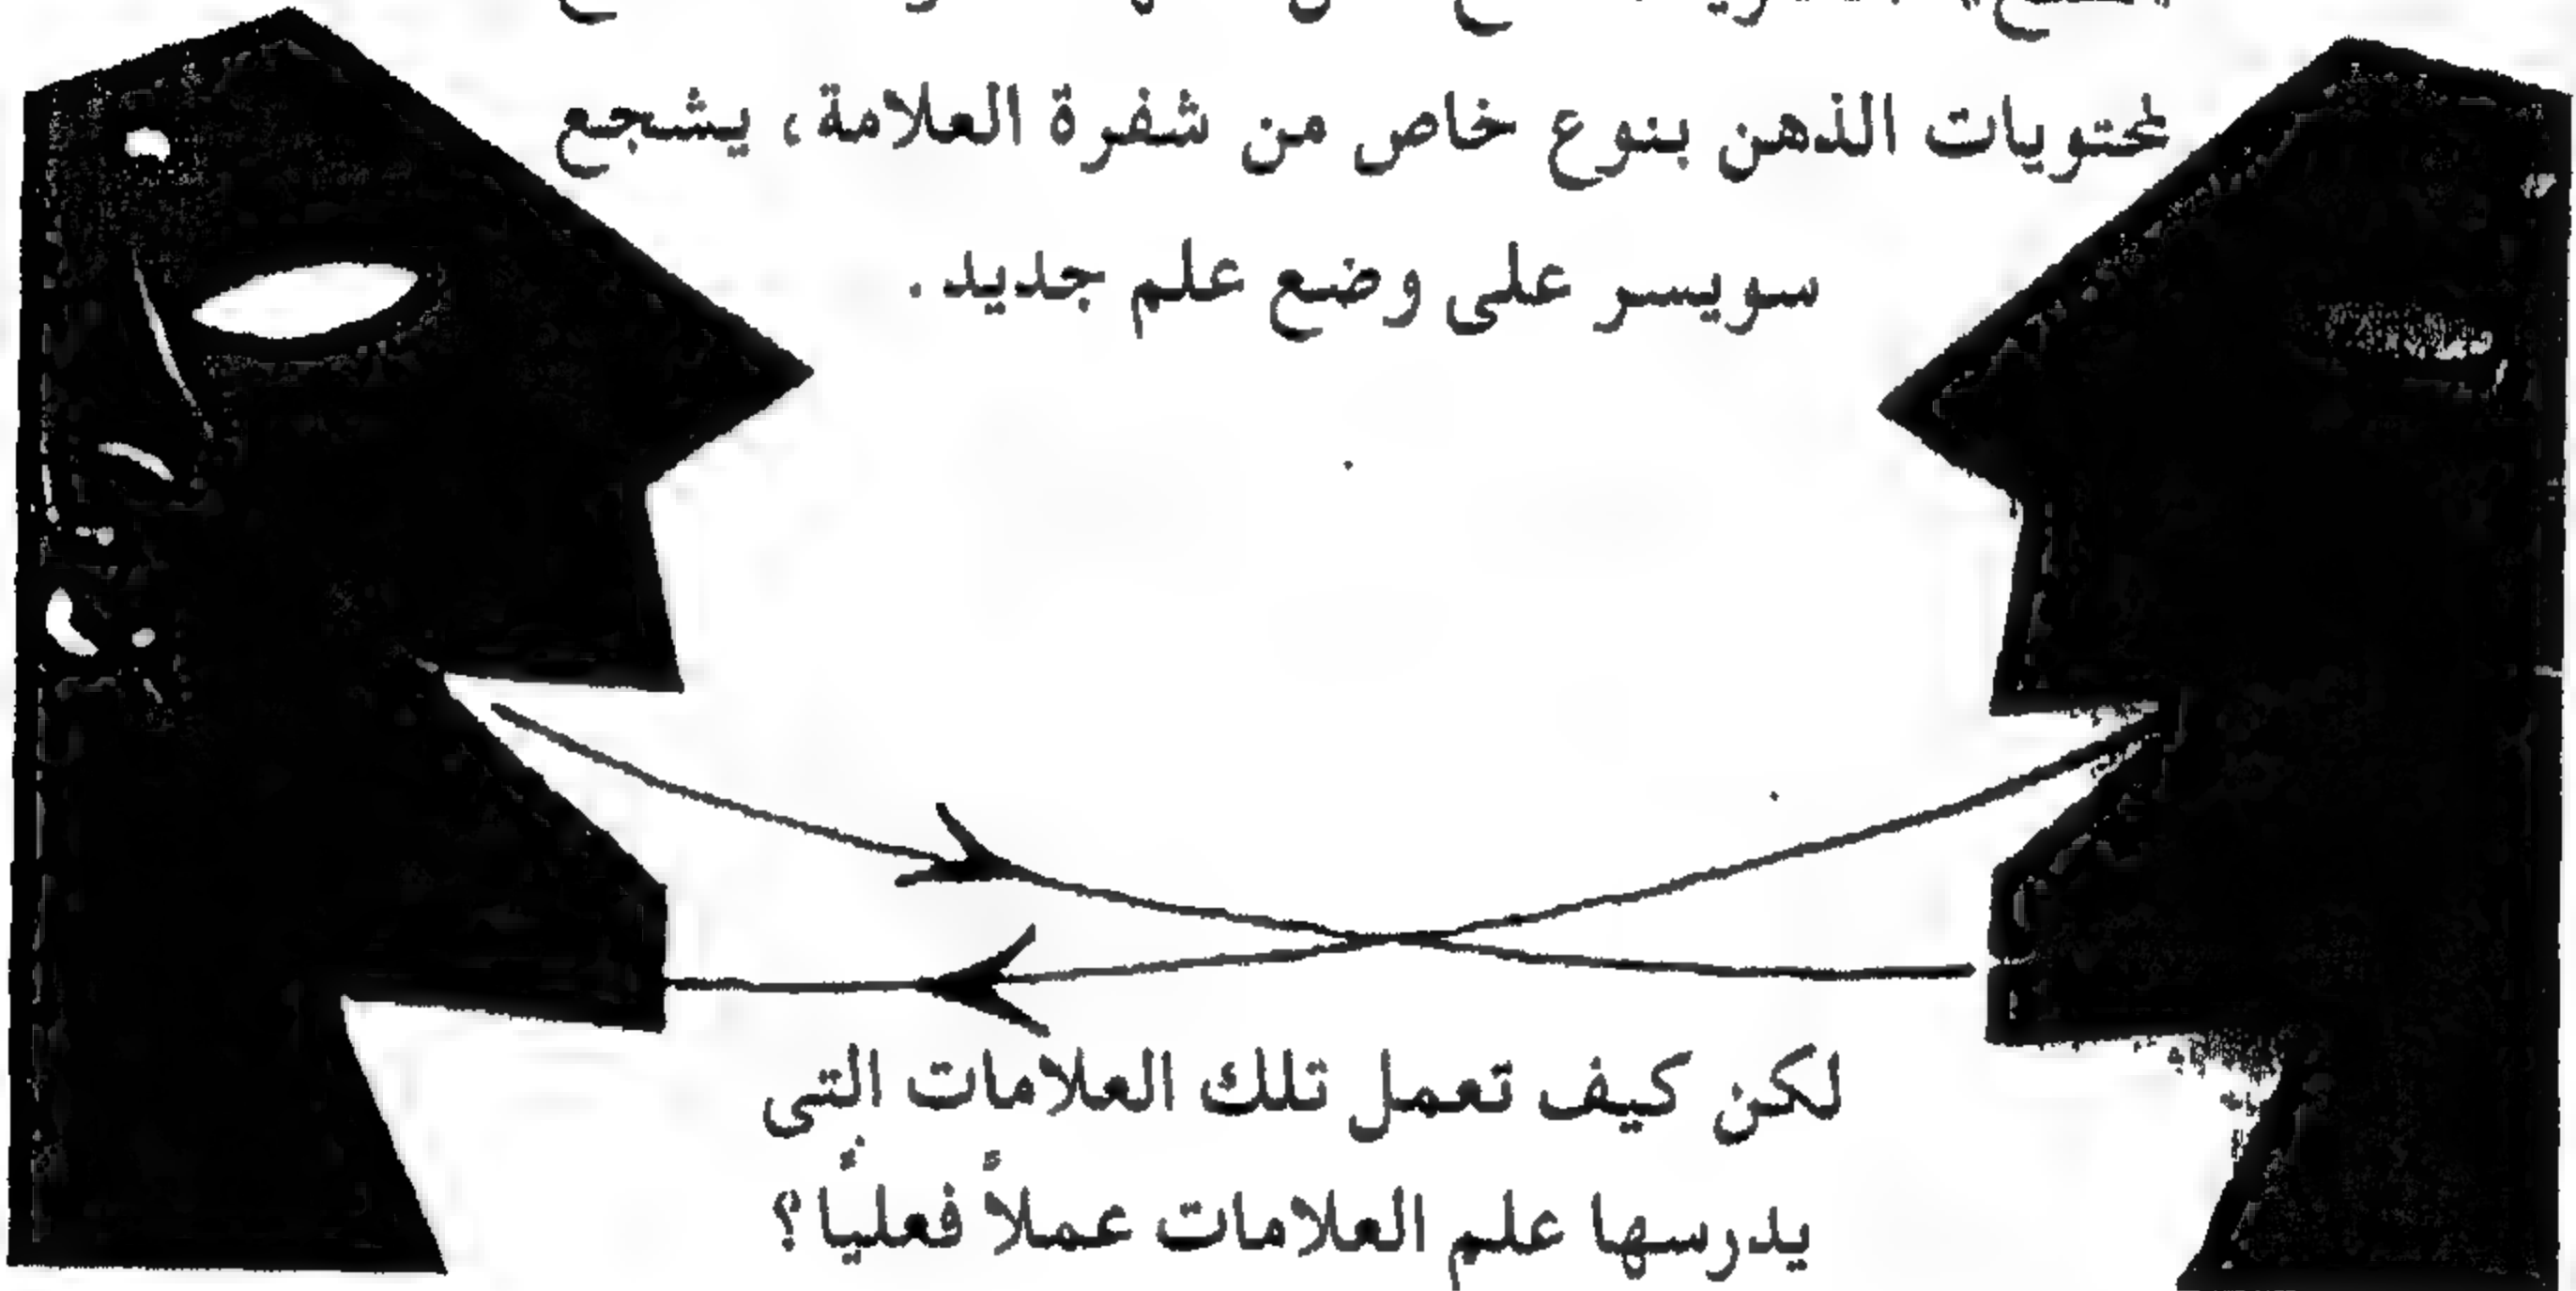 لمحتويات الذهن بنوع خاص من شفرة العلامة، يشجع
سويسر على وضع علم جديد.
لكن كيف تعمل تلك العلامات التى
يدرسها علم العلامات عملاً فعلياً؟